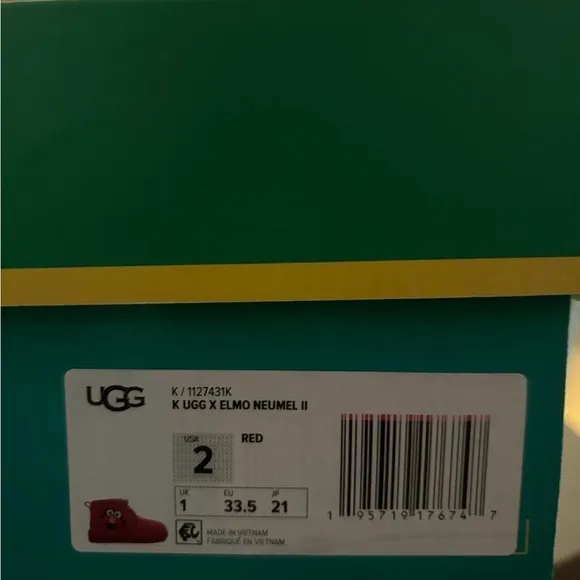 UGG
K / 1127431K
K UGG X ELMO NEUMEL II
USA
2
RED
UK EU JP
1 33.5 21
MADE IN VIETNAM
FABRIQUÉ EN VIETNAM
1 95719 17674 7